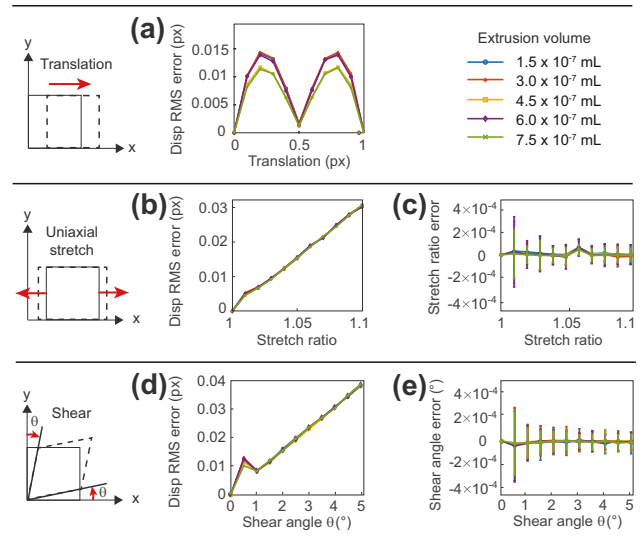 (a)
y
Translation
x
Disp RMS error (px)
0.015
0.010
0.005
0
0 0.5 1
Translation (px)
Extrusion volume
1.5 x 10-7 mL
3.0 x 10-7 mL
4.5 x 10-7 mL
6.0 x 10-7 mL
7.5 x 10-7 mL
(b)
y
Uniaxial
stretch
x
Disp RMS error (px)
0.03
0.02
0.01
0
1 1.05 1.1
Stretch ratio
(c)
Stretch ratio error
4×10-4
2×10-4
0
-2×10-4
-4×10-4
1 1.05 1.1
Stretch ratio
(d)
y
Shear
θ
θ
x
Disp RMS error (px)
0.04
0.03
0.02
0.01
0
0 1 2 3 4 5
Shear angle θ(°)
(e)
Shear angle error (°)
4×10-4
2×10-4
0
-2×10-4
-4×10-4
0 1 2 3 4 5
Shear angle θ(°)